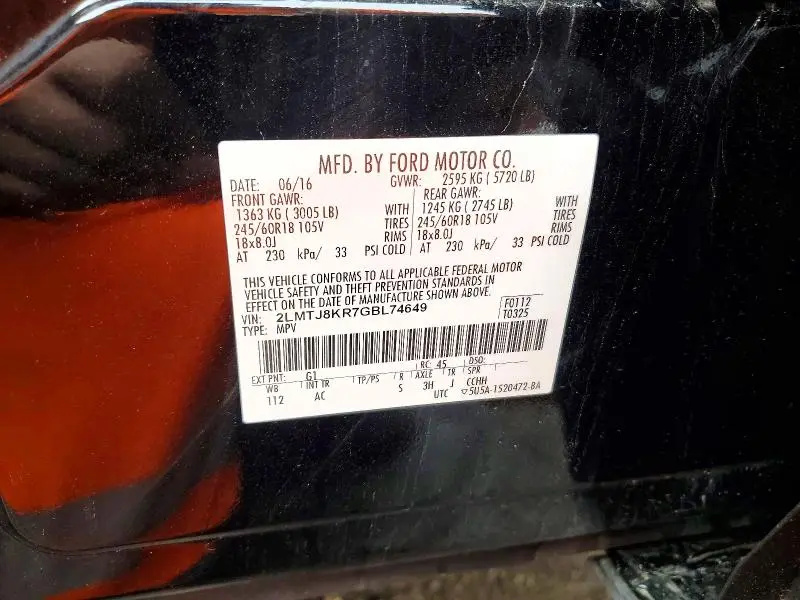 MFD. BY FORD MOTOR CO.
DATE: 06/16 GVWR: 2595 KG ( 5720 LB)
FRONT GAWR: REAR GAWR:
1363 KG ( 3005 LB) WITH 1245 KG ( 2745 LB) WITH
245/60R18 105V TIRES 245/60R18 105V TIRES
18x8.0J RIMS 18x8.0J RIMS
AT 230 kPa/ 33 PSI COLD AT 230 kPa/ 33 PSI COLD
THIS VEHICLE CONFORMS TO ALL APPLICABLE FEDERAL MOTOR
VEHICLE SAFETY AND THEFT PREVENTION STANDARDS IN
EFFECT ON THE DATE OF MANUFACTURE SHOWN ABOVE.
VIN: 2LMTJ8KR7GBL74649 F0112
TYPE: MPV T0325
EXT PNT: G1 RC: 45 DSO:
WB INT TR TP/PS R AXLE TR SPR
112 AC S 3H J CCHH
UTC ▽5U5A-1520472-BA